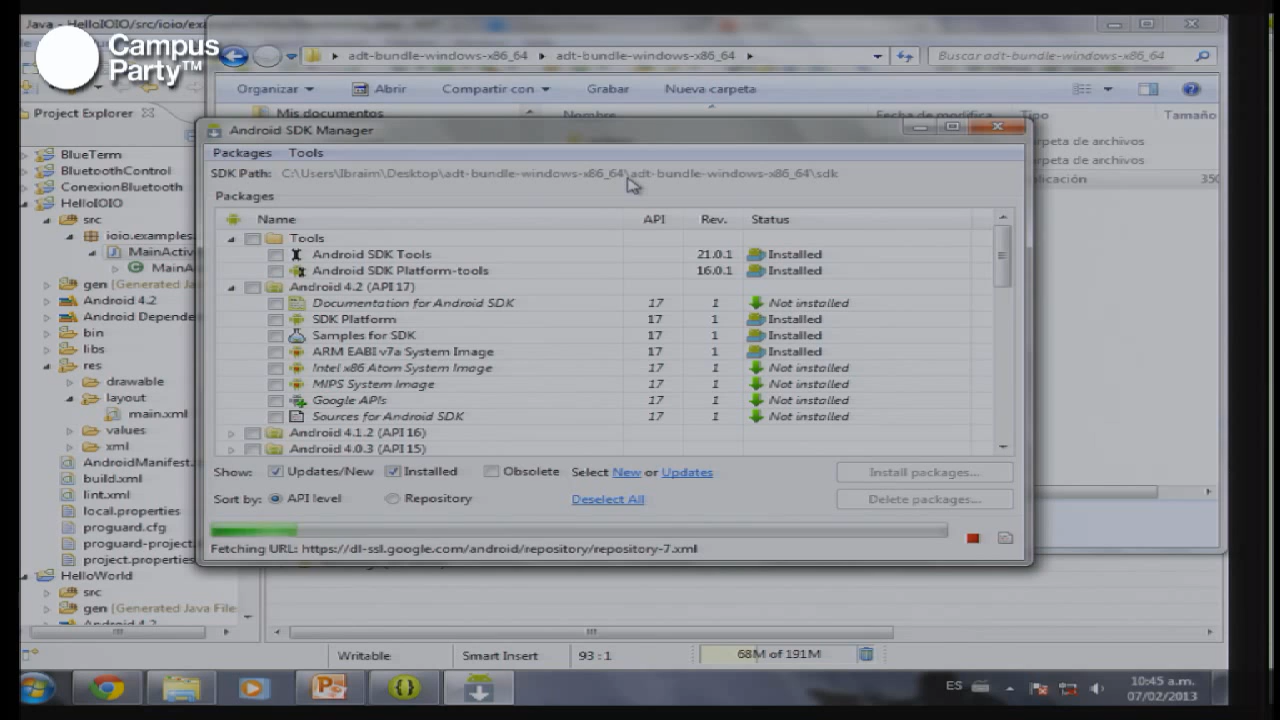 Java - HelloIOIO/src/ioio/exa
Campus
Party™
adt-bundle-windows-x86_64 ▸ adt-bundle-windows-x86_64
Buscar adt-bundle-windows-x86_64
Organizar
Abrir
Compartir con
Grabar
Nueva carpeta
Project Explorer
Mis documentos
Nombre
Fecha de modifica
Tipo
Tamaño
Android SDK Manager
rpeta de archivos
rpeta de archivos
licación
350
Packages Tools
SDK Path: C:\Users\Ibraim\Desktop\adt-bundle-windows-x86_64\adt-bundle-windows-x86_64\sdk
Packages
Name API Rev. Status
Tools
Android SDK Tools 21.0.1 Installed
Android SDK Platform-tools 16.0.1 Installed
Android 4.2 (API 17)
Documentation for Android SDK 17 1 Not installed
SDK Platform 17 1 Installed
Samples for SDK 17 1 Installed
ARM EABI v7a System Image 17 1 Installed
Intel x86 Atom System Image 17 1 Not installed
MIPS System Image 17 1 Not installed
Google APIs 17 1 Not installed
Sources for Android SDK 17 1 Not installed
Android 4.1.2 (API 16)
Android 4.0.3 (API 15)
Show: Updates/New Installed Obsolete Select New or Updates
Install packages...
Sort by: API level Repository Deselect All
Delete packages...
Fetching URL: https://dl-ssl.google.com/android/repository/repository-7.xml
BlueTerm
BluetoothControl
ConexionBluetooth
HelloIOIO
src
ioio.examples.
MainActiv
MainA
gen (Generated Java
Android 4.2
Android Depende
bin
libs
res
drawable
layout
main.xml
values
xml
AndroidManifest.
build.xml
lint.xml
local.properties
proguard.cfg
proguard-project.
project.properties
HelloWorld
src
gen (Generated Java File
Android 4.2
Writable
Smart Insert
93 : 1
68M of 191M
ES
10:45 a.m.
07/02/2013